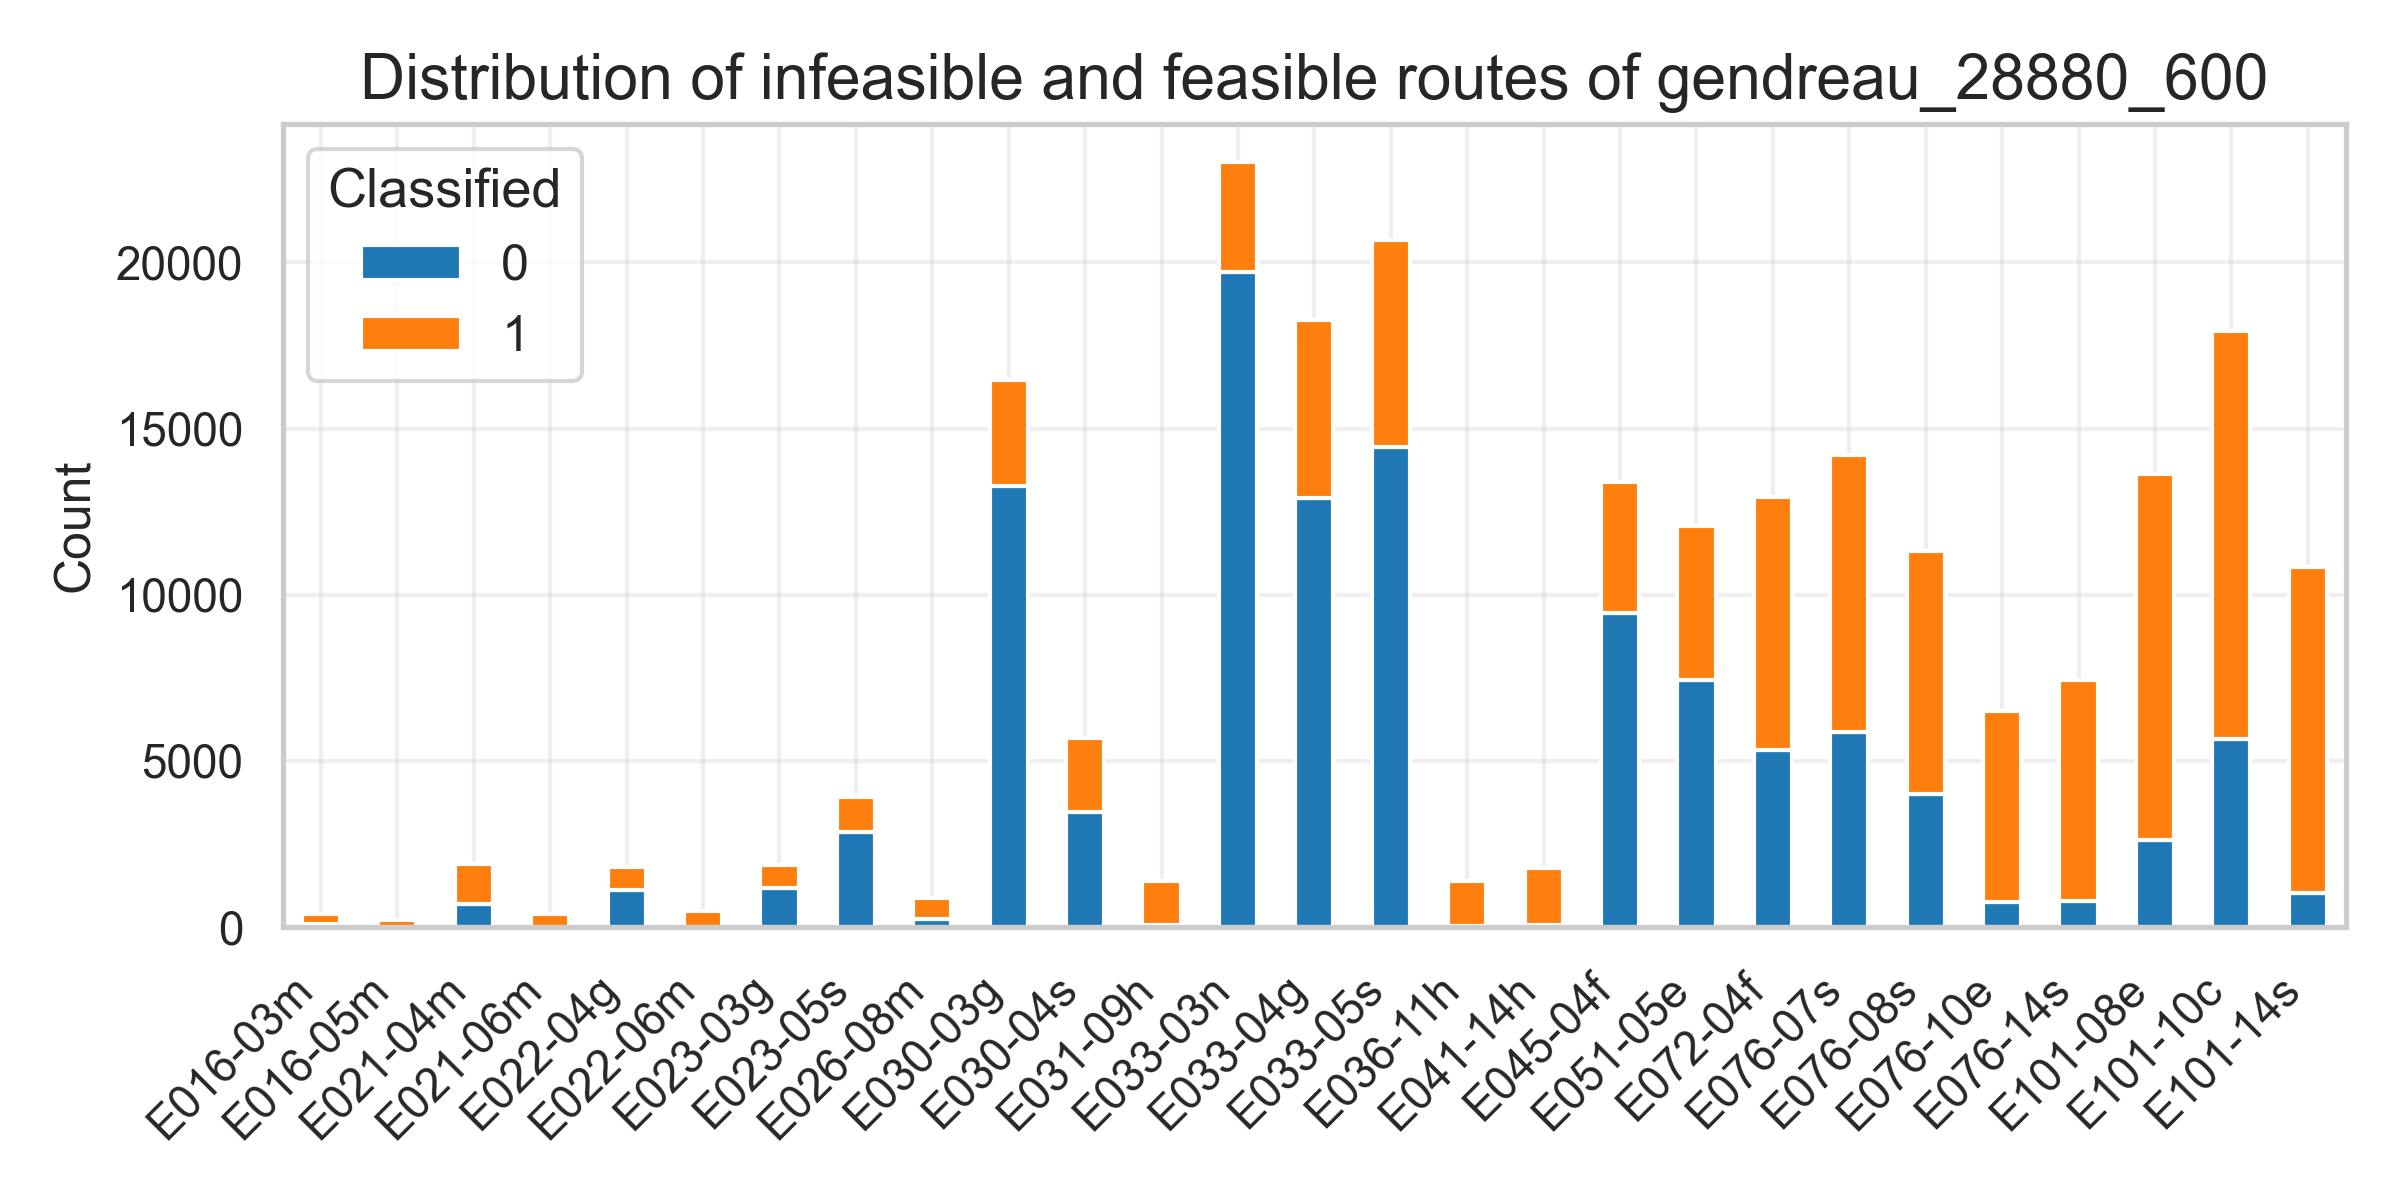 Distribution of infeasible and feasible routes of gendreau_28880_600
Classified
0
1
Count
20000
15000
10000
5000
0
E016-03m
E016-05m
E021-04m
E021-06m
E022-04g
E022-06m
E023-03g
E023-05s
E026-08m
E030-03g
E030-04s
E031-09h
E033-03n
E033-04g
E033-05s
E036-11h
E041-14h
E045-04f
E051-05e
E072-04f
E076-07s
E076-08s
E076-10e
E076-14s
E101-08e
E101-10c
E101-14s